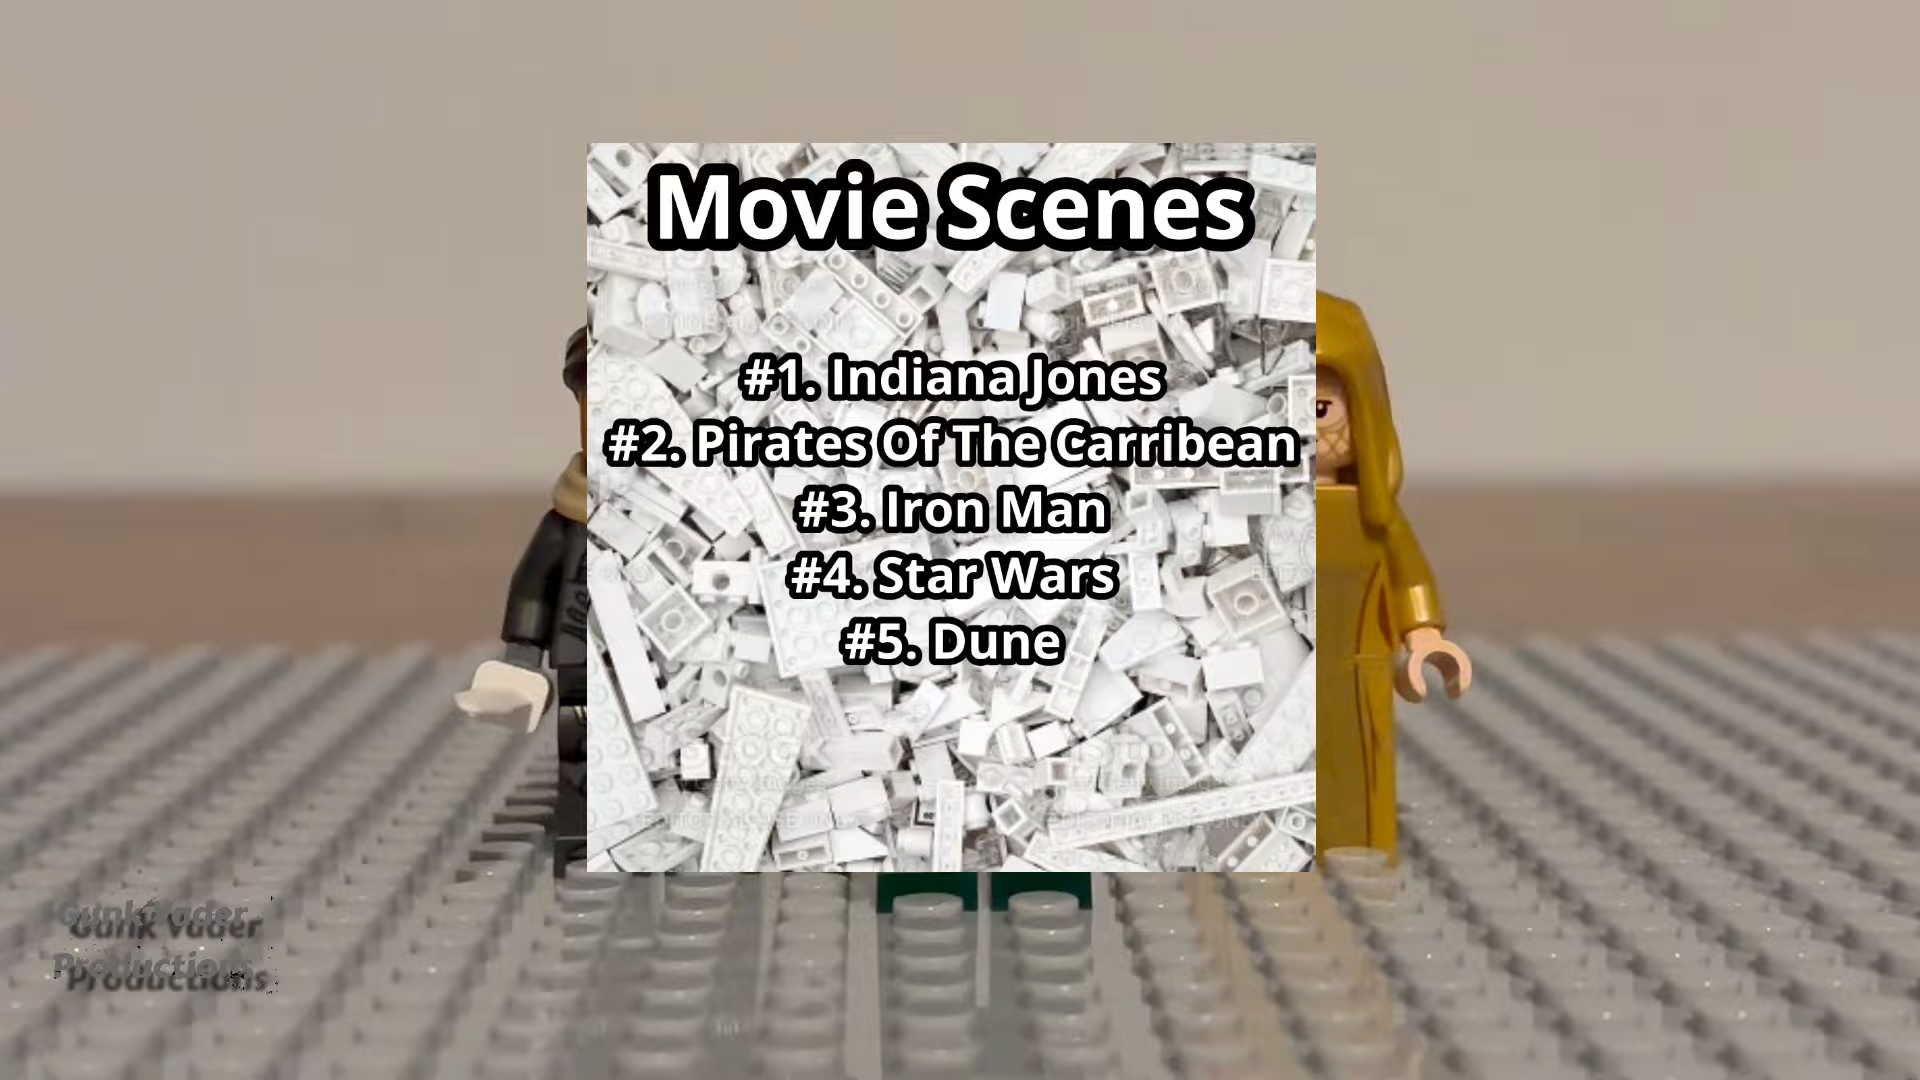 Movie Scenes
#1. Indiana Jones
#2. Pirates Of The Carribean
#3. Iron Man
#4. Star Wars
#5. Dune
Gunk Vader
Productions